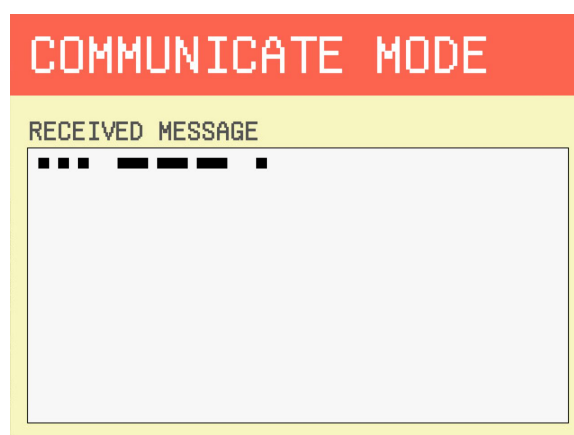 COMMUNICATE MODE
RECEIVED MESSAGE
... --- .